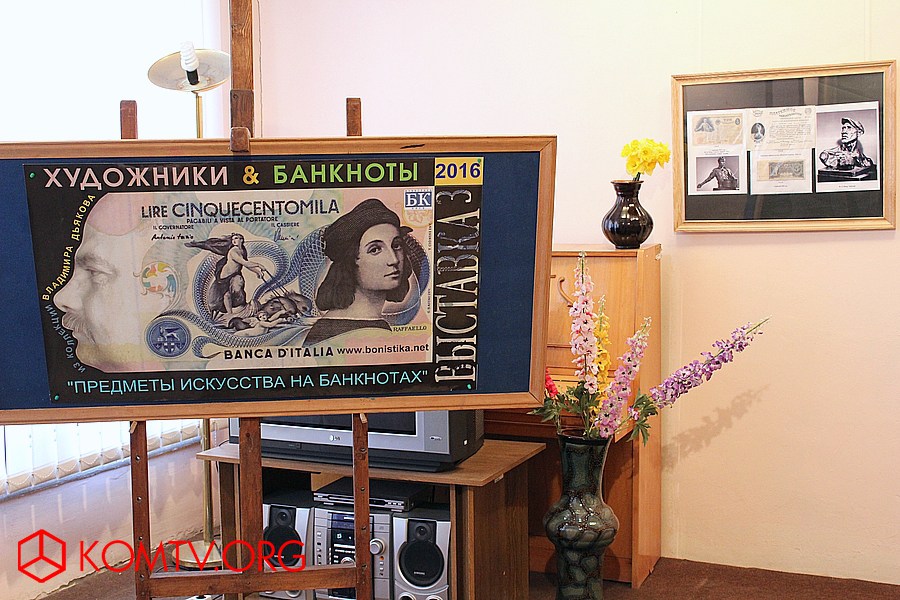 ХУДОЖНИКИ & БАНКНОТЫ
2016
ИЗ КОЛЛЕКЦИИ ВЛАДИМИРА ДЬЯКОВА
LIRE CINQUECENTOMILA
PAGABILI A VISTA AL PORTATORE
IL GOVERNATORE IL CASSIERE
БК
RAFFAELLO
BANCA D'ITALIA www.bonistika.net
ВЫСТАВКА 3
"ПРЕДМЕТЫ ИСКУССТВА НА БАНКНОТАХ"
KOMTV.ORG